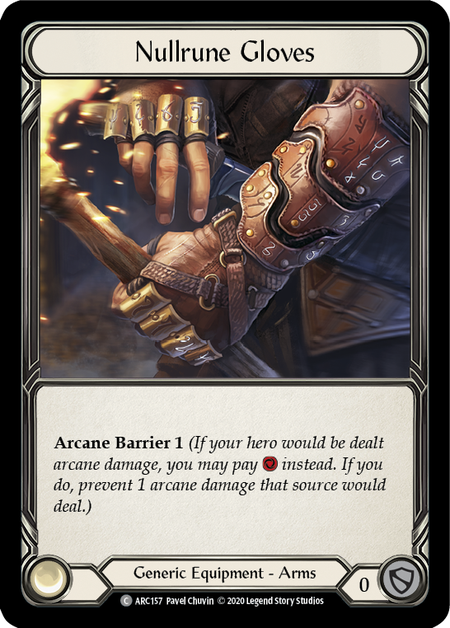 Nullrune Gloves
Arcane Barrier 1 (If your hero would be dealt
arcane damage, you may pay instead. If you
do, prevent 1 arcane damage that source would
deal.)
Generic Equipment - Arms
0
C ARC157 Pavel Chuvin © 2020 Legend Story Studios